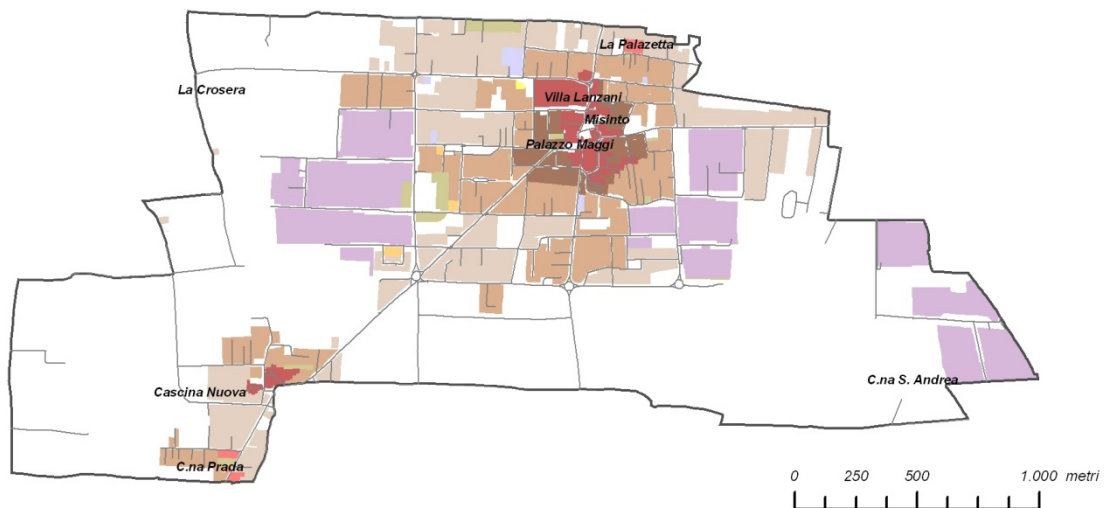 La Palazetta
La Crosera
Villa Lanzani
Misinto
Palazzo Maggi
C.na S. Andrea
Cascina Nuova
C.na Prada
0 250 500 1.000 metri